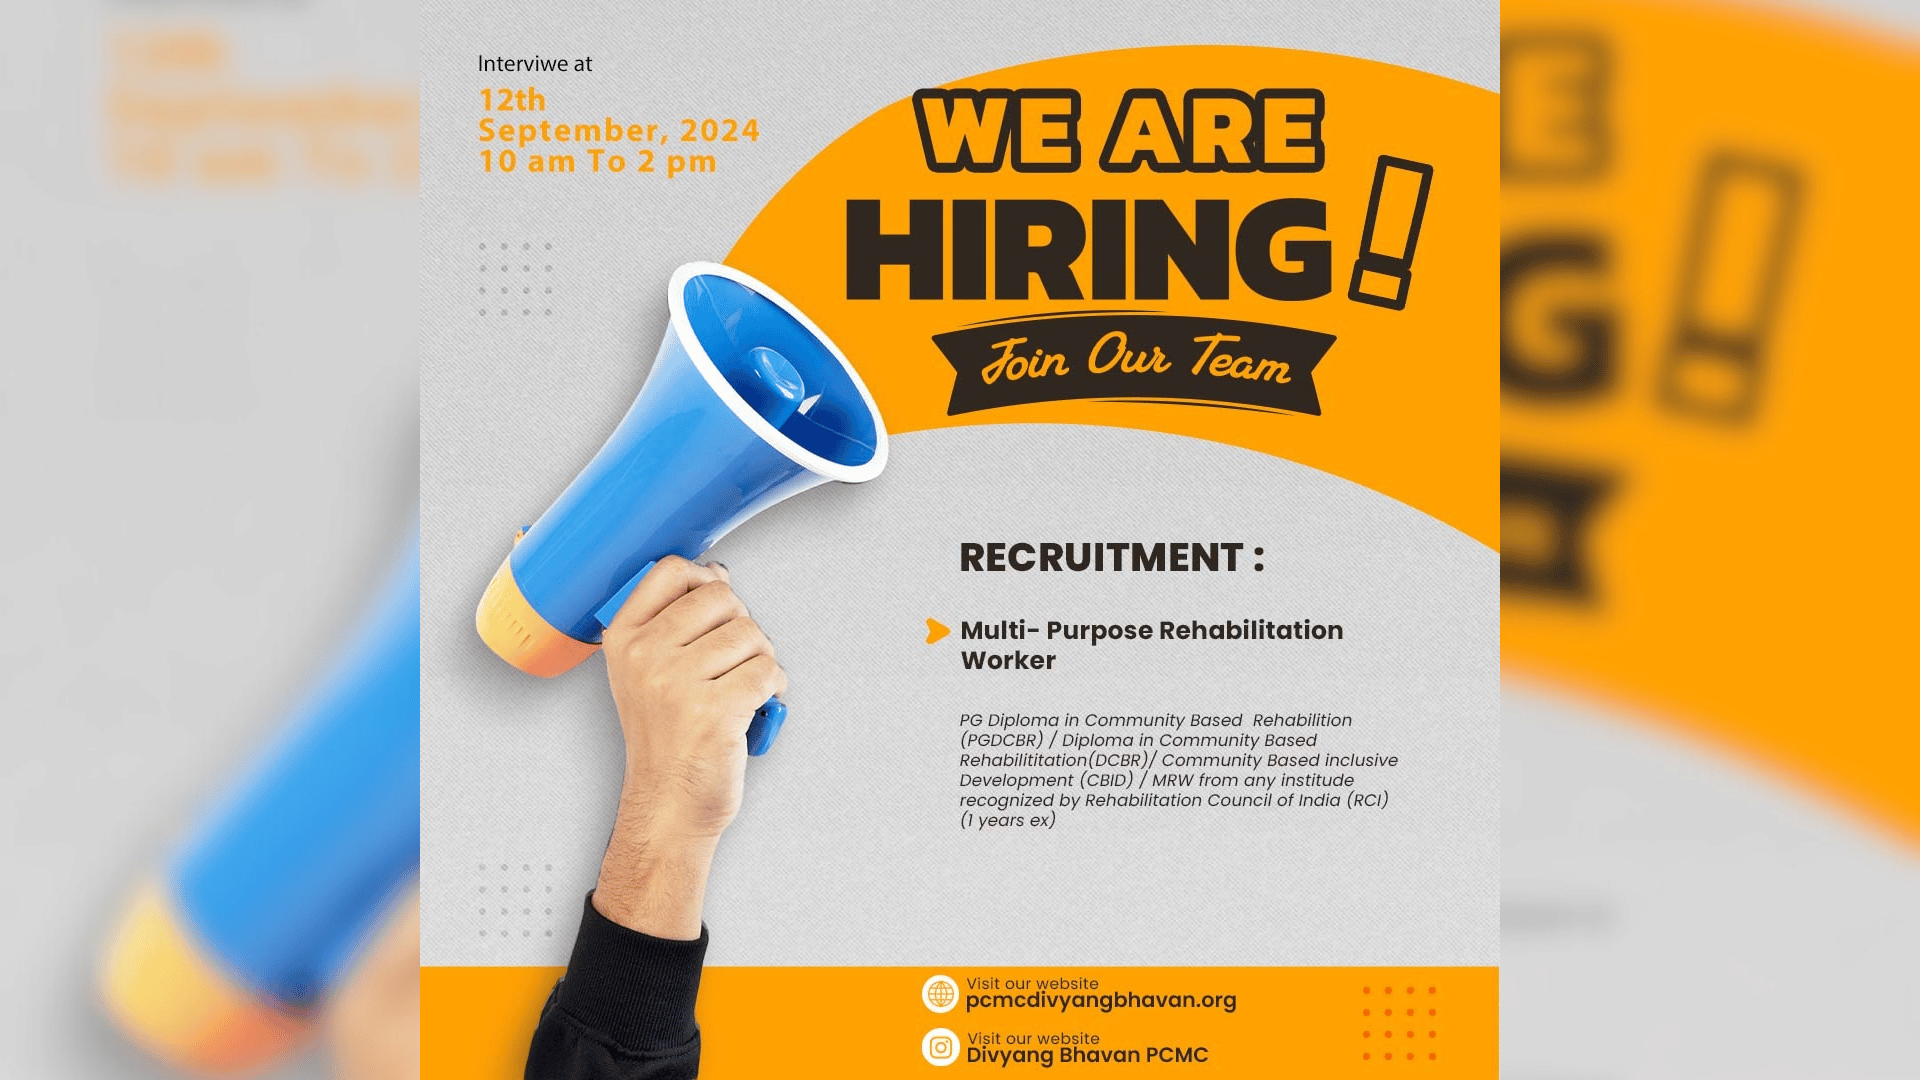 Interviwe at
12th
September, 2024
10 am To 2 pm
WE ARE
HIRING!
Join Our Team
RECRUITMENT :
Multi- Purpose Rehabilitation
Worker
PG Diploma in Community Based Rehabilition
(PGDCBR) / Diploma in Community Based
Rehabilititation(DCBR)/ Community Based inclusive
Development (CBID) / MRW from any institude
recognized by Rehabilitation Council of India (RCI)
(1 years ex)
Visit our website
pcmcdivyangbhavan.org
Visit our website
Divyang Bhavan PCMC